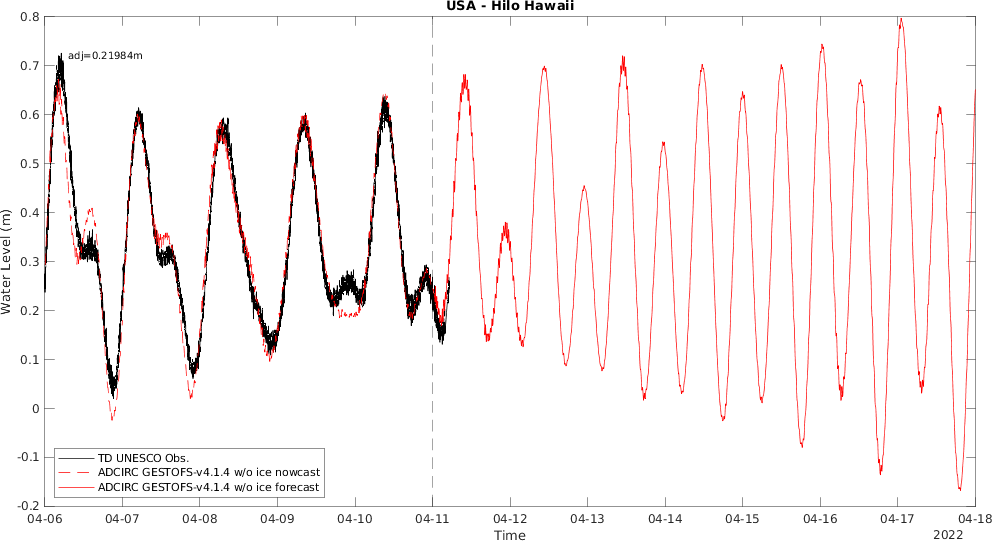 USA - Hilo Hawaii
adj=0.21984m
0.8
0.7
0.6
0.5
0.4
0.3
0.2
0.1
0
-0.1
-0.2
Water Level (m)
TD UNESCO Obs.
ADCIRC GESTOFS-v4.1.4 w/o ice nowcast
ADCIRC GESTOFS-v4.1.4 w/o ice forecast
04-06 04-07 04-08 04-09 04-10 04-11 04-12 04-13 04-14 04-15 04-16 04-17 04-18
Time
2022